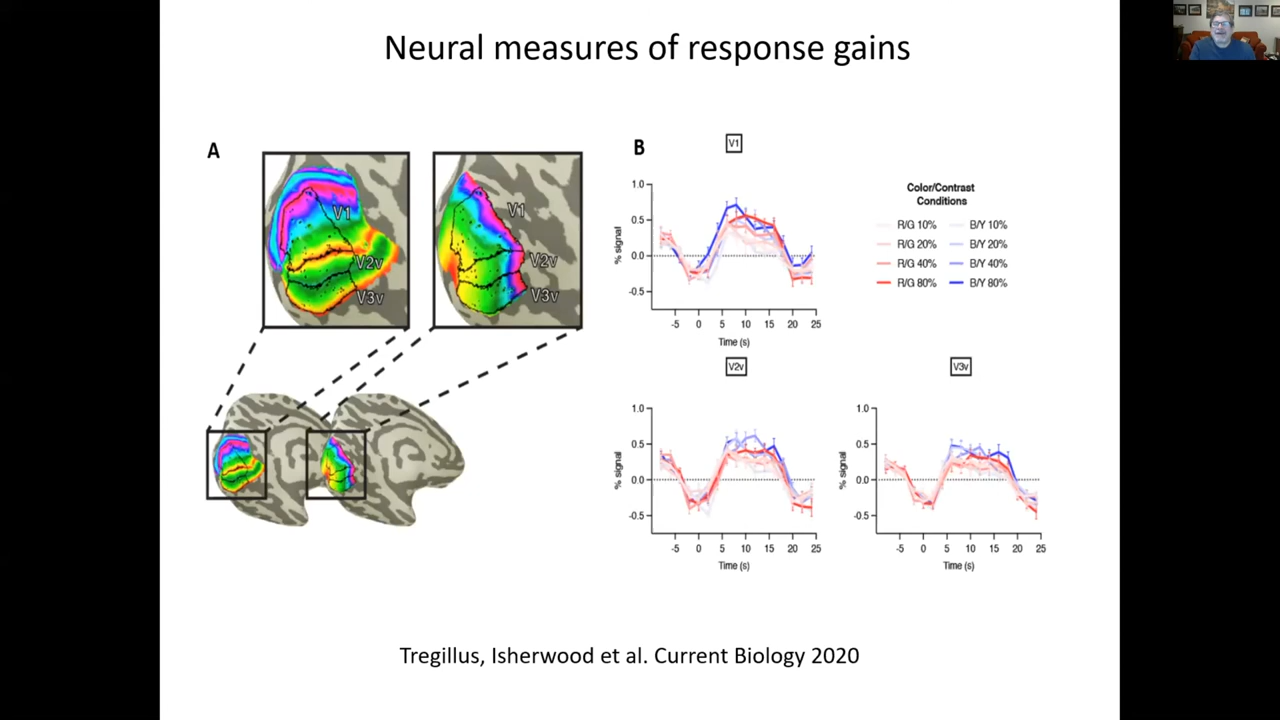 Neural measures of response gains
A
V1
V2v
V3v
V1
V2v
V3v
B
V1
1.0
0.5
0.0
-0.5
% signal
-5 0 5 10 15 20 25
Time (s)
Color/Contrast
Conditions
R/G 10% B/Y 10%
R/G 20% B/Y 20%
R/G 40% B/Y 40%
R/G 80% B/Y 80%
V2v
1.0
0.5
0.0
-0.5
% signal
-5 0 5 10 15 20 25
Time (s)
V3v
1.0
0.5
0.0
-0.5
% signal
-5 0 5 10 15 20 25
Time (s)
Tregillus, Isherwood et al. Current Biology 2020